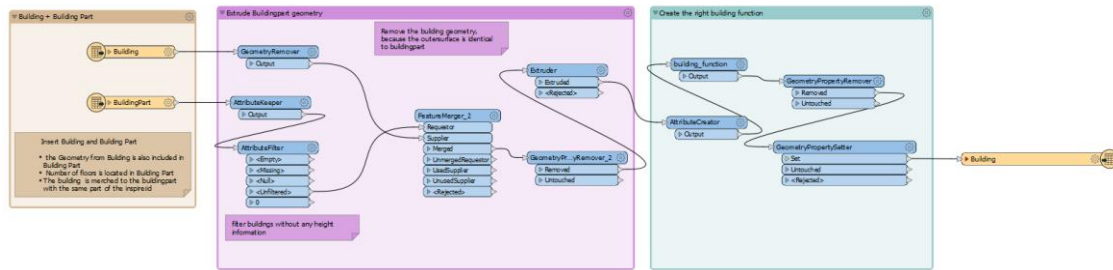 Building + Building Part
Building
BuildingPart
Insert Building and Building Part
• the Geometry from Building is also included in
Building Part
• Number of floors is located in Building Part
• The building is merched to the buildingpart
with the same part of the inspireid
Extrude Buildingpart geometry
Remove the building geometry,
because the outersurface is identical
to buildingpart
GeometryRemover
Output
AttributeKeeper
Output
AttributeFilter
<Empty>
<Missing>
<Null>
<Unfiltered>
0
Filter buildings without any height
information
FeatureMerger_2
Requestor
Supplier
Merged
UnmergedRequestor
UsedSupplier
UnusedSupplier
<Rejected>
Extruder
Extruded
<Rejected>
GeometryPr...yRemover_2
Removed
Untouched
Create the right building function
building_function
Output
GeometryPropertyRemover
Removed
Untouched
AttributeCreator
Output
GeometryPropertySetter
Set
Untouched
<Rejected>
Building